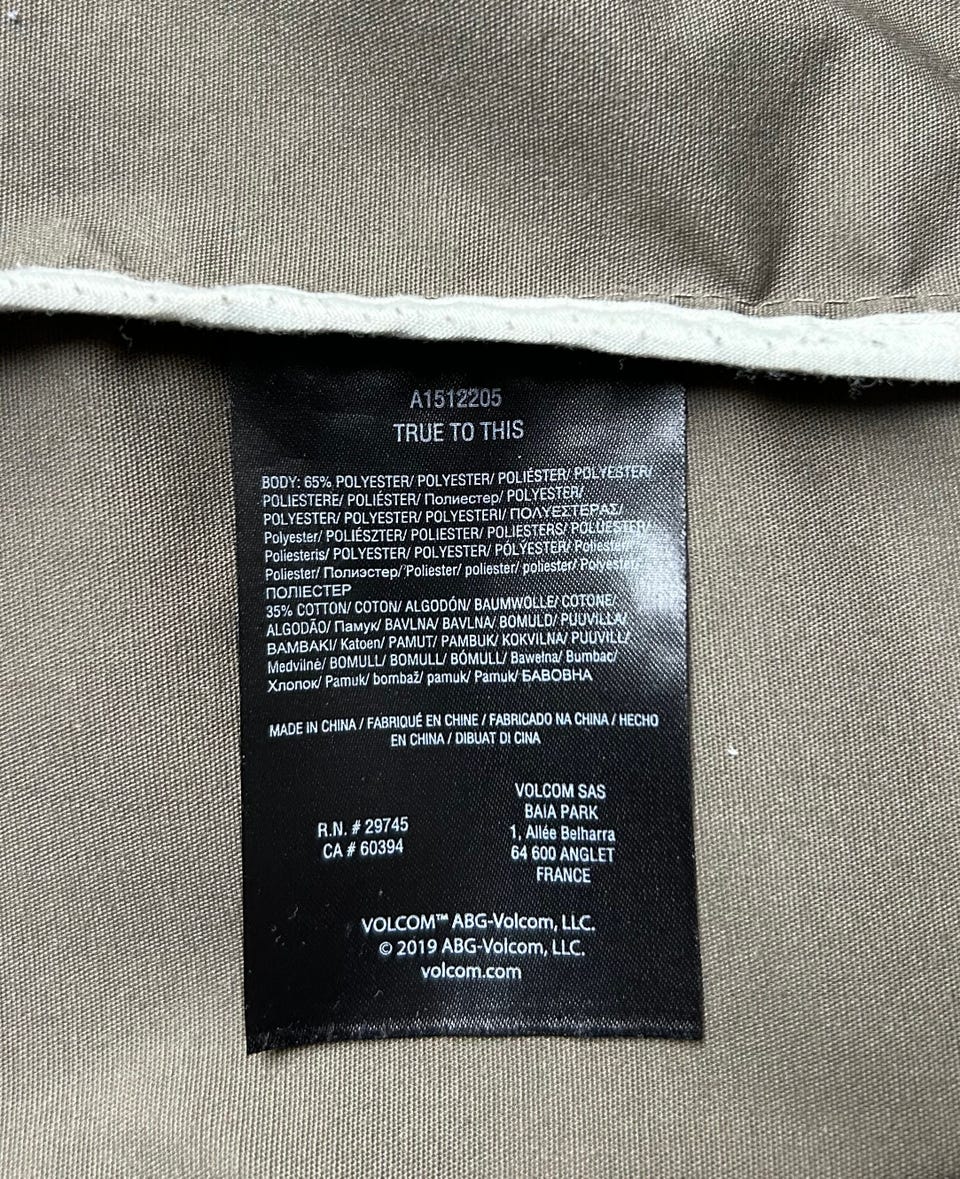 A1512205
TRUE TO THIS
BODY: 65% POLYESTER/ POLYESTER/ POLIÉSTER/ POLYESTER/
POLIESTERE/ POLIÉSTER/ Полиестер/ POLYESTER/
POLYESTER/ POLYESTER/ POLYESTERI/ ΠΟΛΥΕΣΤΕΡΑΣ/
Polyester/ POLIÉSZTER/ POLIESTER/ POLIESTERS/ POLUESTER/
Poliesteris/ POLYESTER/ POLYESTER/ PÓLYESTER/ Poliester/
Poliester/ Полиэстер/ Poliester/ poliester/ poliester/ Polyester/
ПОЛІЕСТЕР
35% COTTON/ COTON/ ALGODÓN/ BAUMWOLLE/ COTONE/
ALGODÃO/ Памук/ BAVLNA/ BAVLNA/ BOMULD/ PUUVILLA/
ΒΑΜΒΑΚΙ/ Katoen/ PAMUT/ PAMBUK/ KOKVILNA/ PUUVILL/
Medvilnė/ BOMULL/ BOMULL/ BÓMULL/ Bawełna/ Bumbac/
Хлопок/ Pamuk/ bombaž/ pamuk/ Pamuk/ БАВОВНА
MADE IN CHINA / FABRIQUÉ EN CHINE / FABRICADO NA CHINA / HECHO
EN CHINA / DIBUAT DI CINA
R.N. # 29745
CA # 60394
VOLCOM SAS
BAIA PARK
1, Allée Belharra
64 600 ANGLET
FRANCE
VOLCOM™ ABG-Volcom, LLC.
© 2019 ABG-Volcom, LLC.
volcom.com